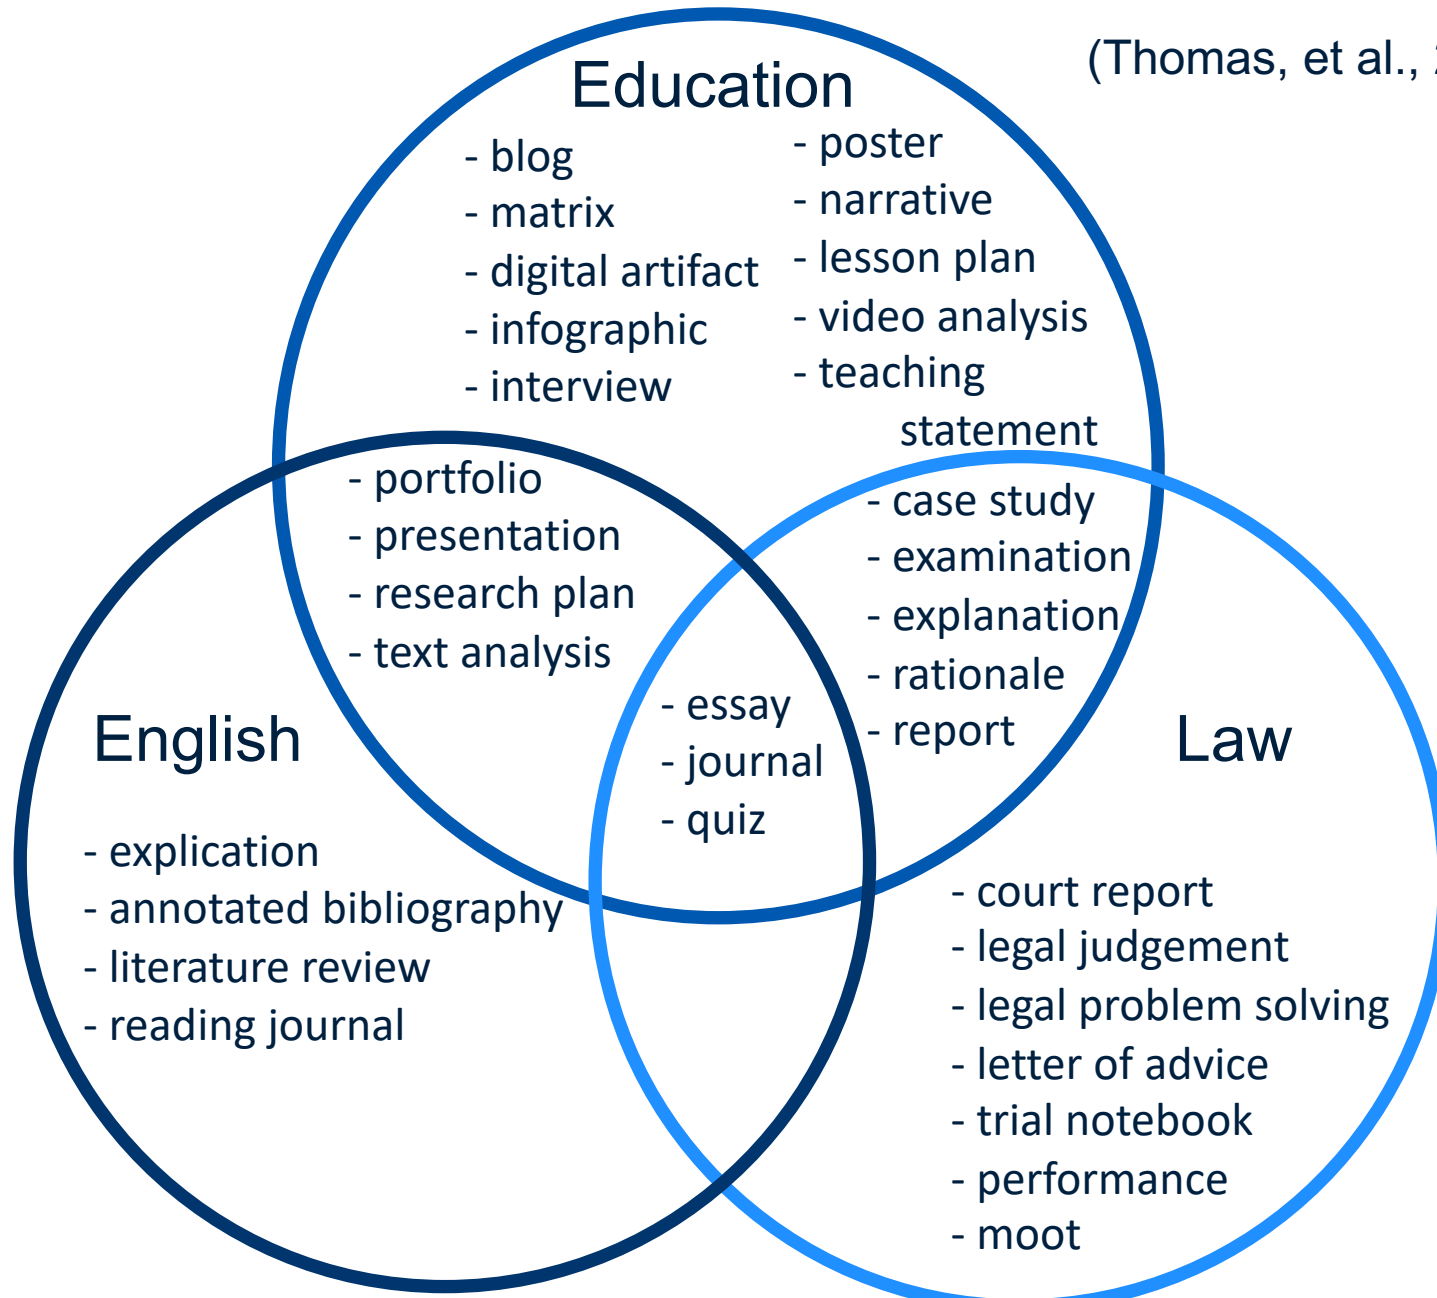 (Thomas, et al., 
Education
- blog
- matrix
- digital artifact
- infographic
- interview
- poster
- narrative
- lesson plan
- video analysis
- teaching
statement
- portfolio
- presentation
- research plan
- text analysis
- case study
- examination
- explanation
- rationale
- report
- essay
- journal
- quiz
English
- explication
- annotated bibliography
- literature review
- reading journal
Law
- court report
- legal judgement
- legal problem solving
- letter of advice
- trial notebook
- performance
- moot